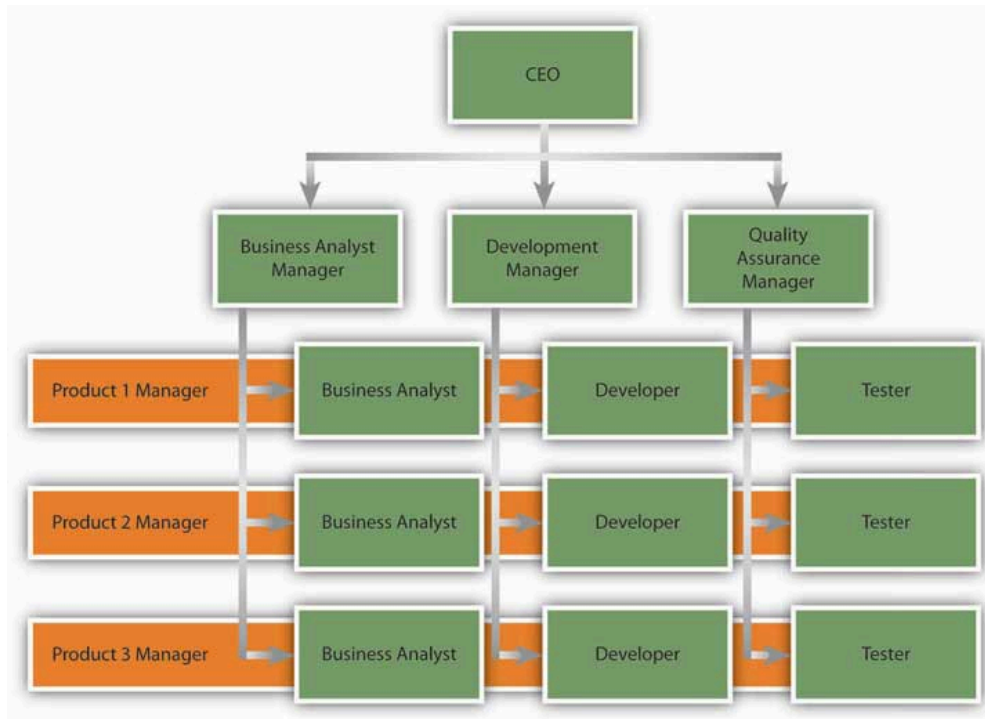 CEO
Business Analyst
Manager
Development
Manager
Quality
Assurance
Manager
Product 1 Manager
Business Analyst
Developer
Tester
Product 2 Manager
Business Analyst
Developer
Tester
Product 3 Manager
Business Analyst
Developer
Tester